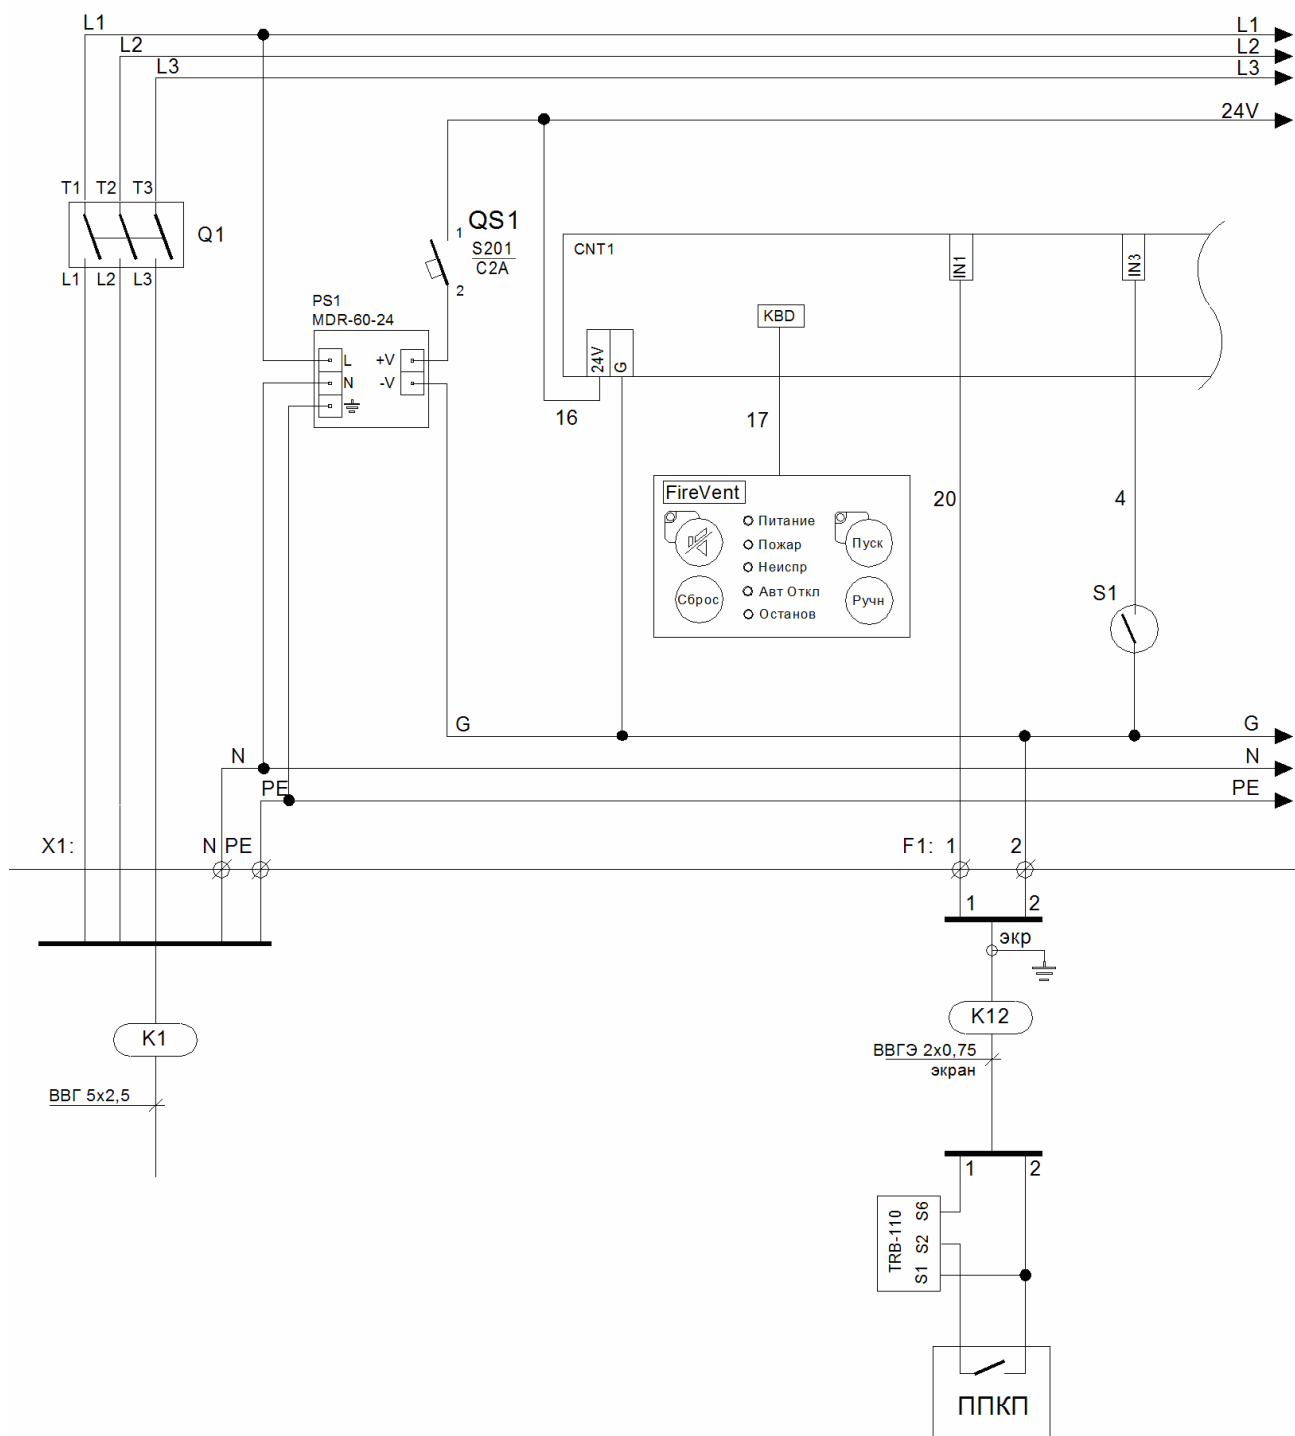 L1
L1
L2
L2
L3
L3
24V
T1 T2 T3
Q1
L1 L2 L3
QS1
1
S201
C2A
2
CNT1
IN1
IN3
PS1
MDR-60-24
L +V
N -V
KBD
24V
G
16
17
20
4
FireVent
Питание
Пожар
Неиспр
Авт Откл
Останов
Пуск
Сброс
Ручн
S1
G
G
N
N
PE
PE
X1:
N PE
F1: 1 2
1 2
экр
K1
K12
ВВГ 5x2,5
ВВГЭ 2x0,75
экран
1 2
TRB-110
S6
S2
S1
ППКП